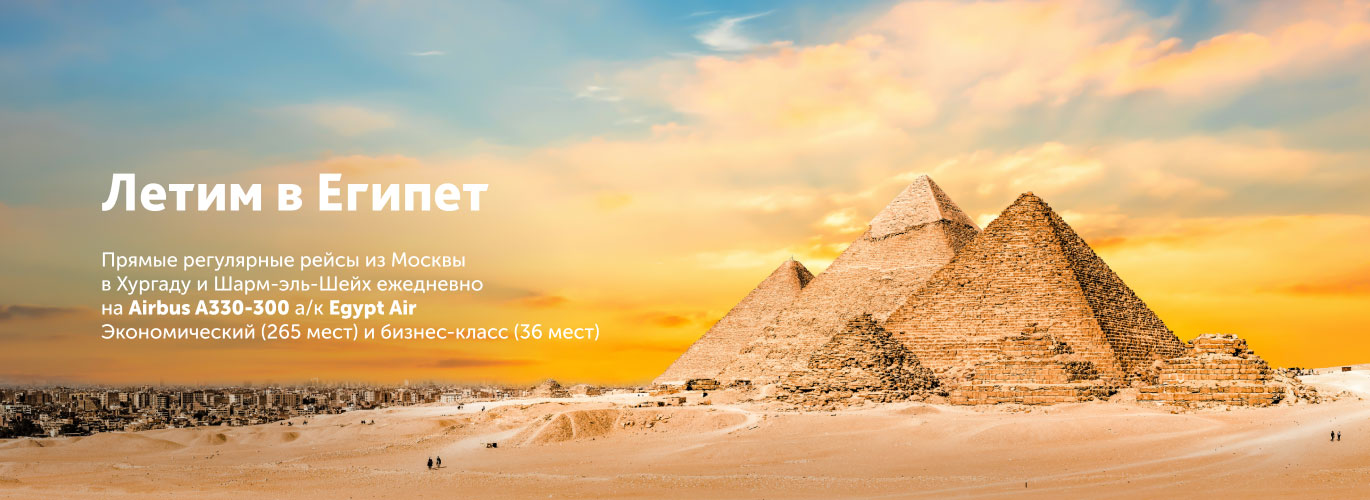 Летим в Египет
Прямые регулярные рейсы из Москвы
в Хургаду и Шарм-эль-Шейх ежедневно
на Airbus A330-300 а/к Egypt Air
Экономический (265 мест) и бизнес-класс (36 мест)